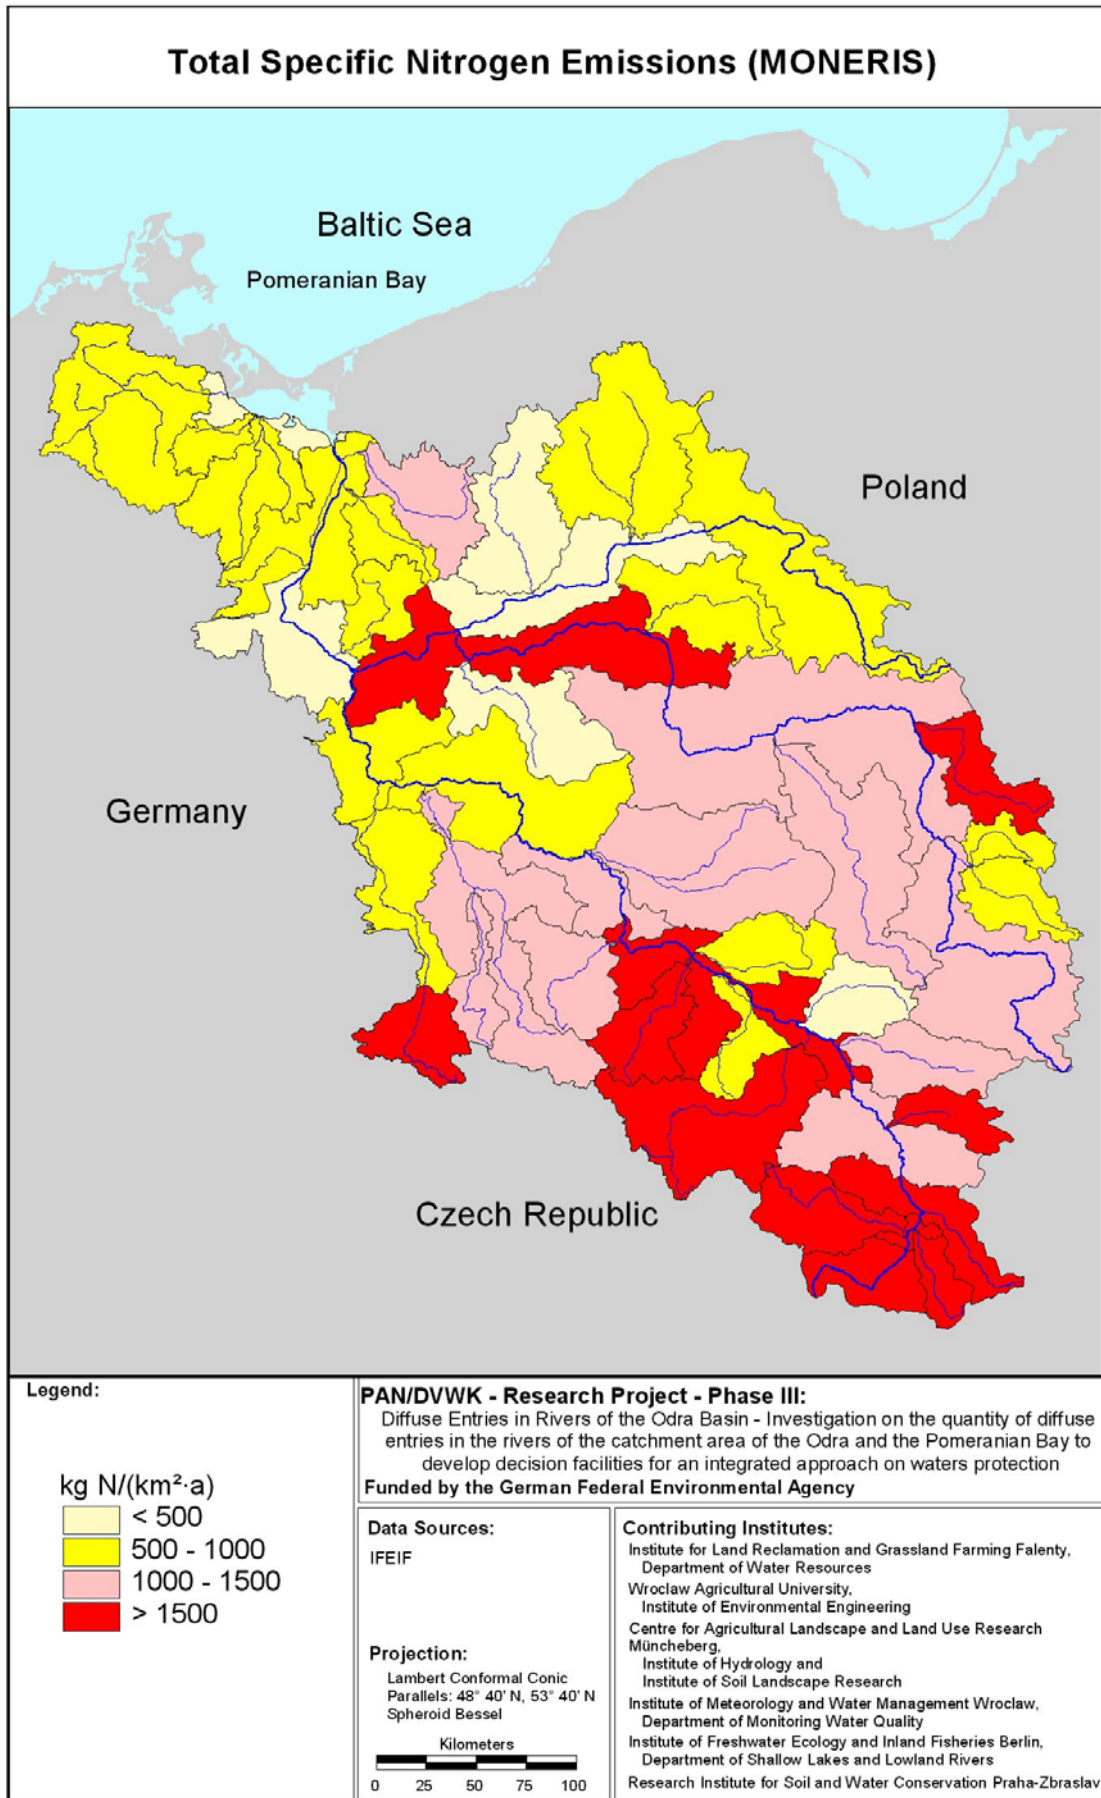 Total Specific Nitrogen Emissions (MONERIS)
Baltic Sea
Pomeranian Bay
Poland
Germany
Czech Republic
Legend:
kg N/(km²·a)
< 500
500 - 1000
1000 - 1500
> 1500
PAN/DVWK - Research Project - Phase III:
Diffuse Entries in Rivers of the Odra Basin - Investigation on the quantity of diffuse
entries in the rivers of the catchment area of the Odra and the Pomeranian Bay to
develop decision facilities for an integrated approach on waters protection
Funded by the German Federal Environmental Agency
Data Sources:
IFEIF
Projection:
Lambert Conformal Conic
Parallels: 48° 40' N, 53° 40' N
Spheroid Bessel
Kilometers
0 25 50 75 100
Contributing Institutes:
Institute for Land Reclamation and Grassland Farming Falenty,
Department of Water Resources
Wroclaw Agricultural University,
Institute of Environmental Engineering
Centre for Agricultural Landscape and Land Use Research
Müncheberg,
Institute of Hydrology and
Institute of Soil Landscape Research
Institute of Meteorology and Water Management Wroclaw,
Department of Monitoring Water Quality
Institute of Freshwater Ecology and Inland Fisheries Berlin,
Department of Shallow Lakes and Lowland Rivers
Research Institute for Soil and Water Conservation Praha-Zbraslav